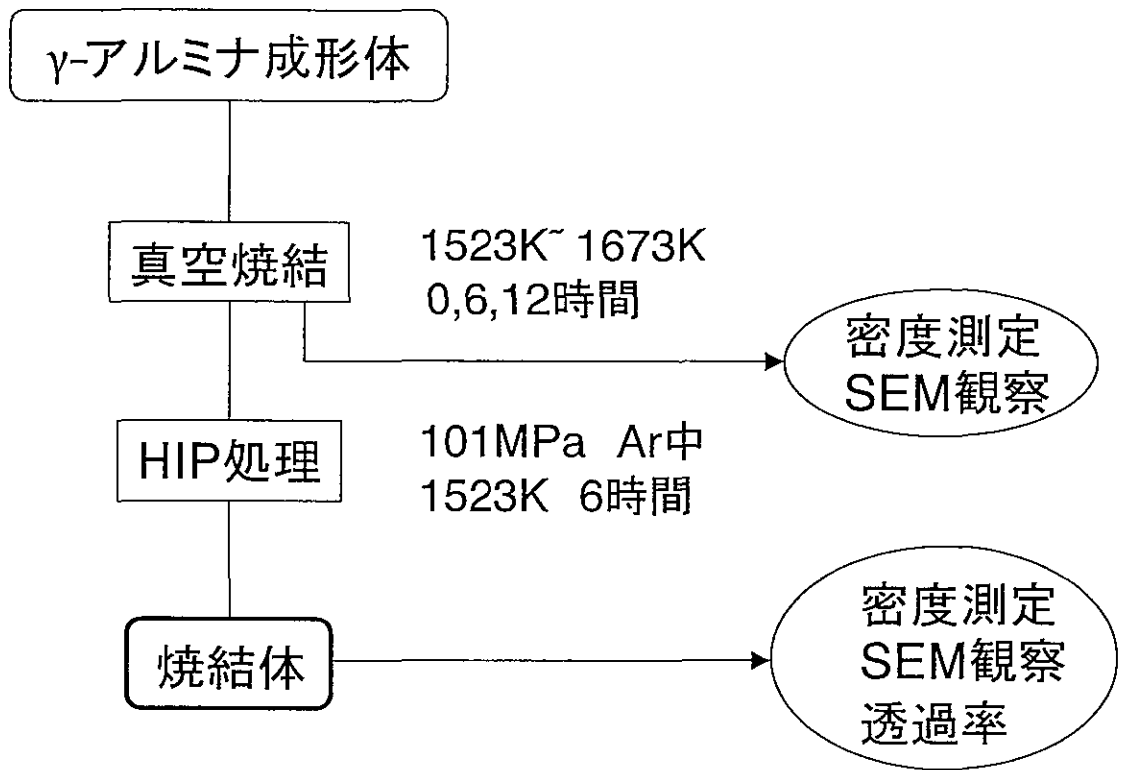 γ-アルミナ成形体
真空焼結
1523K~ 1673K
0,6,12時間
密度測定
SEM観察
HIP処理
101MPa Ar中
1523K 6時間
焼結体
密度測定
SEM観察
透過率